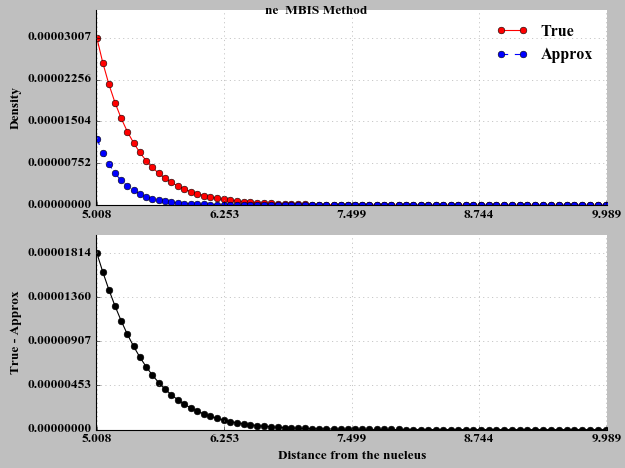 ne MBIS Method
Density
0.00003007
0.00002256
0.00001504
0.00000752
0.00000000
True
Approx
5.008 6.253 7.499 8.744 9.989
True - Approx
0.00001814
0.00001360
0.00000907
0.00000453
0.00000000
5.008 6.253 7.499 8.744 9.989
Distance from the nucleus